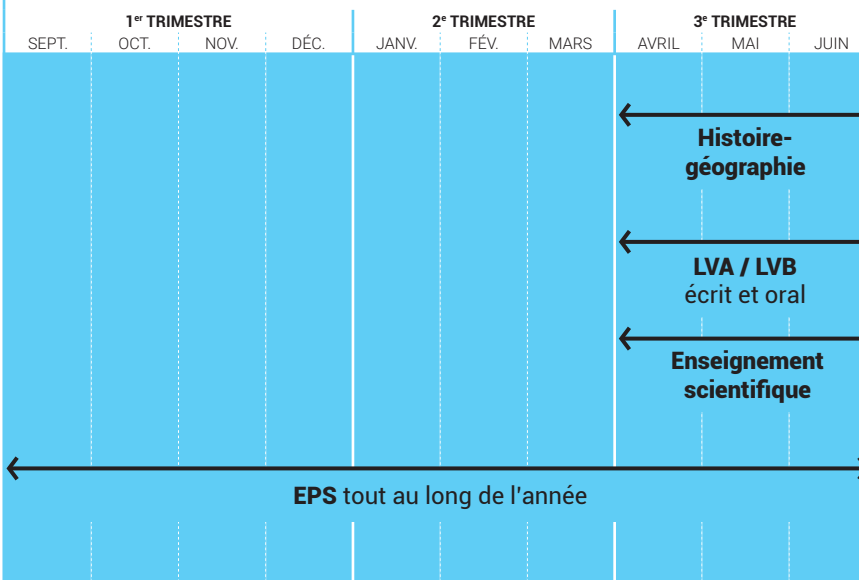 1er TRIMESTRE 2e TRIMESTRE 3e TRIMESTRE
SEPT. OCT. NOV. DÉC. JANV. FÉV. MARS AVRIL MAI JUIN
Histoire-
géographie
LVA / LVB
écrit et oral
Enseignement
scientifique
EPS tout au long de l'année